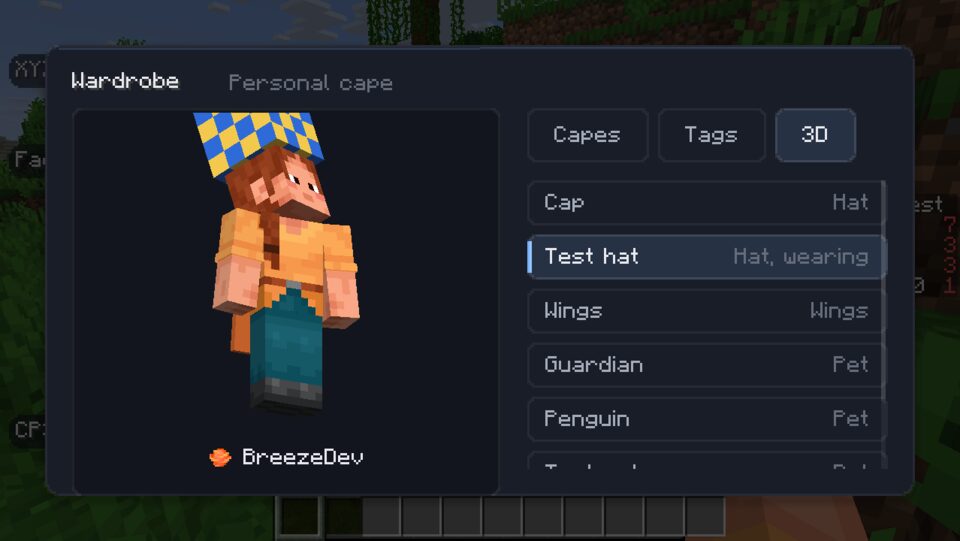 Wardrobe
Personal cape
Capes
Tags
3D
Cap
Hat
Test hat
Hat, wearing
Wings
Wings
Guardian
Pet
Penguin
Pet
BreezeDev